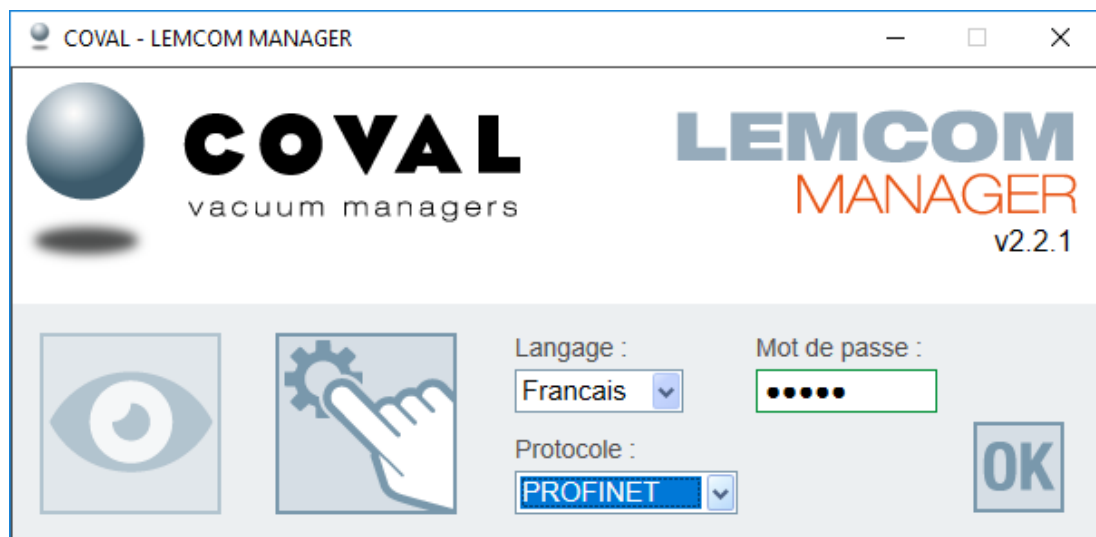 COVAL - LEMCOM MANAGER
COVAL
vacuum managers
LEMCOM
MANAGER
v2.2.1
Langage :
Mot de passe :
Francais
●●●●●
Protocole :
PROFINET
OK